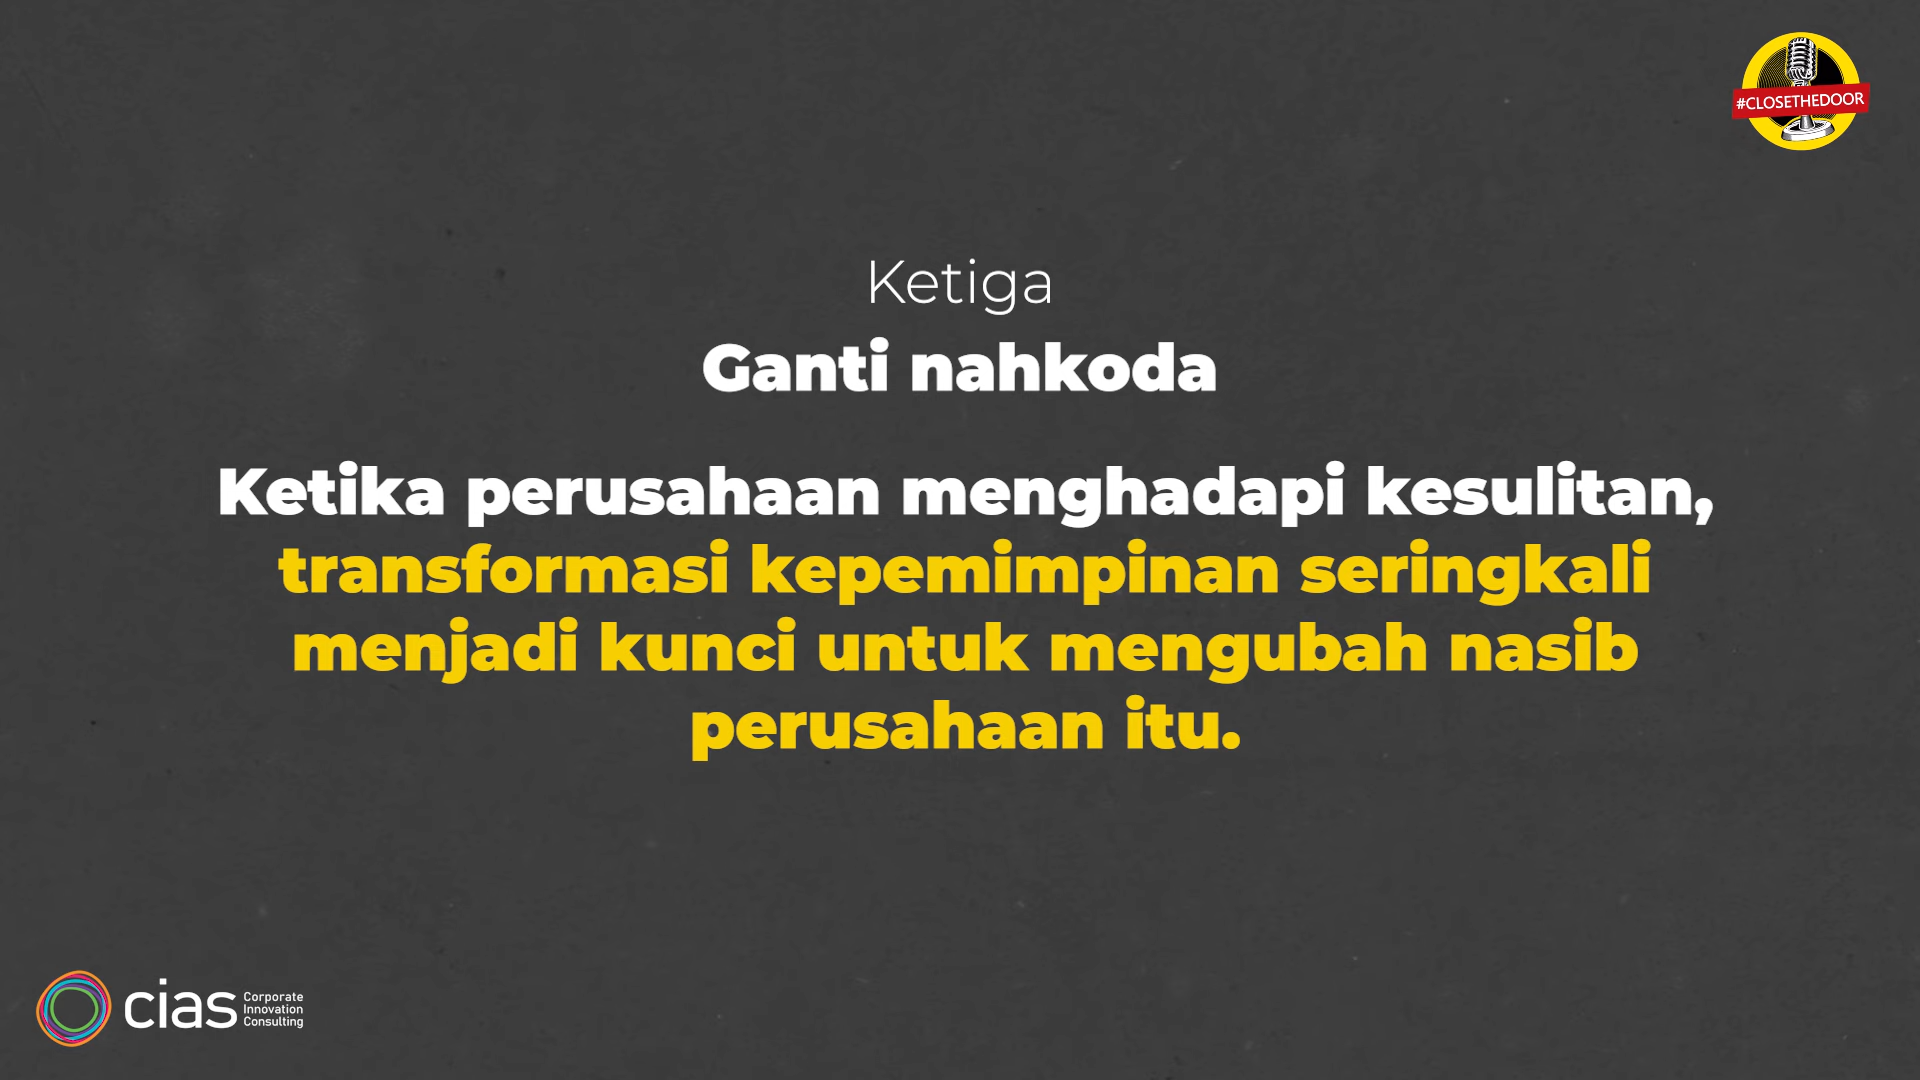 #CLOSETHEDOOR
Ketiga
Ganti nahkoda
Ketika perusahaan menghadapi kesulitan,
transformasi kepemimpinan seringkali
menjadi kunci untuk mengubah nasib
perusahaan itu.
cias
Corporate
Innovation
Consulting